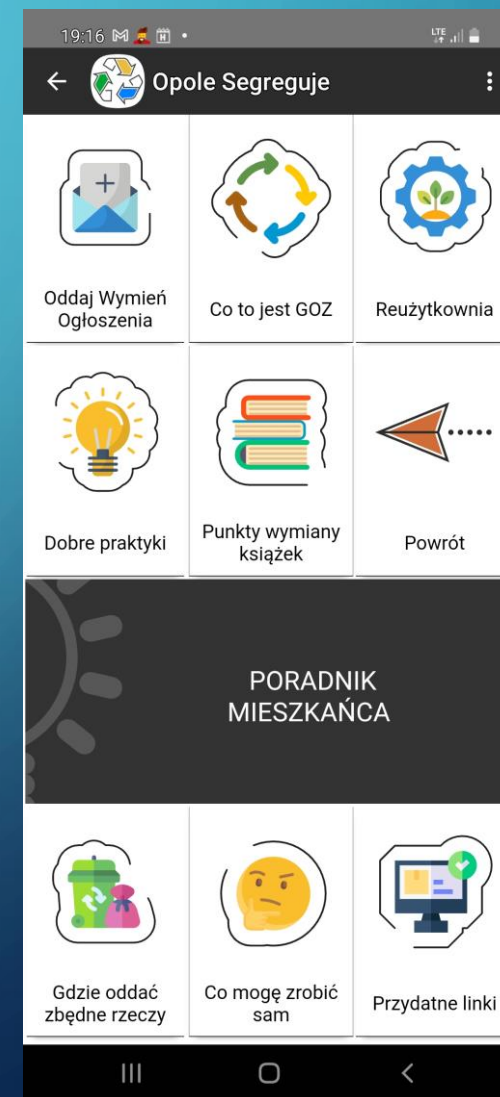 19:16
LTE
Opole Segreguje
Oddaj Wymień
Ogłoszenia
Co to jest GOZ
Reużytkownia
Dobre praktyki
Punkty wymiany
książek
Powrót
PORADNIK
MIESZKAŃCA
Gdzie oddać
zbędne rzeczy
Co mogę zrobić
sam
Przydatne linki